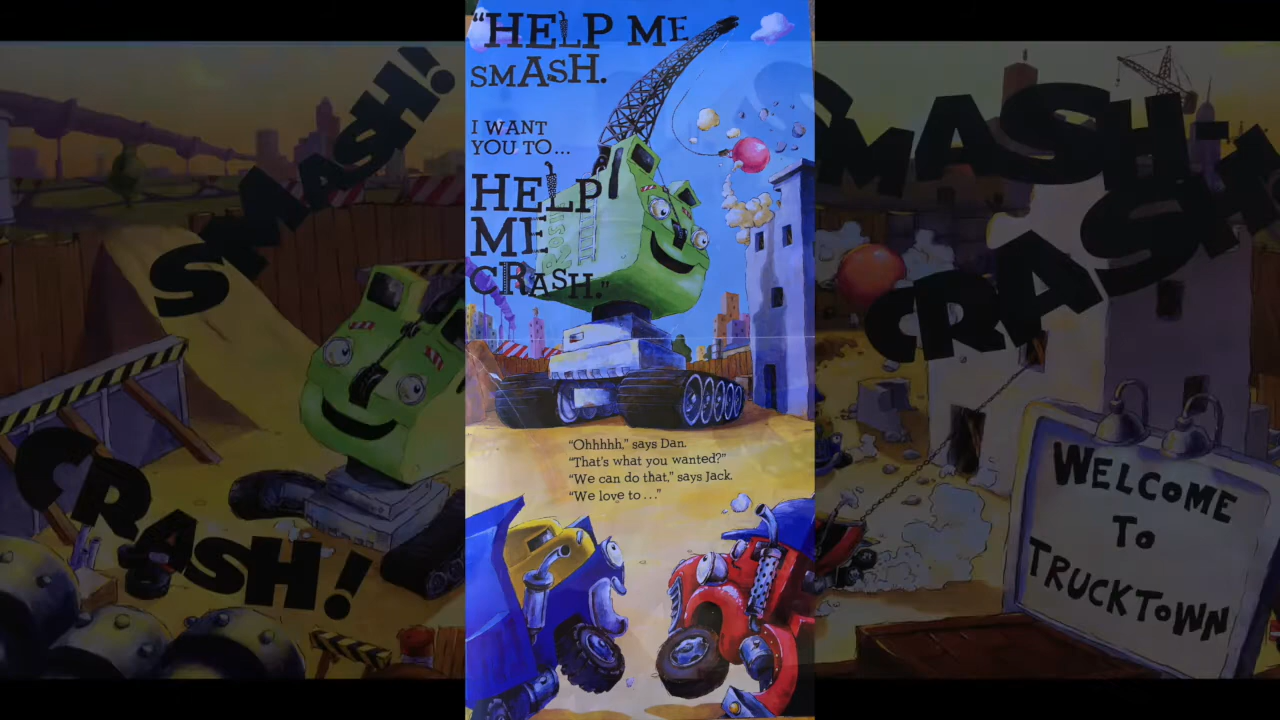 "HELP ME
SMASH.
I WANT
YOU TO...
HELP
ME
CRASH."
"Ohhhhh," says Dan.
"That's what you wanted?"
"We can do that," says Jack.
"We love to . . ."
SMASH!
CRASH!
SMASH-
CRASH
WELCOME
TO
TRUCKTOWN